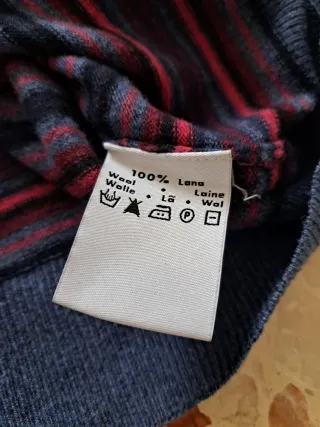 100% Lana
Wool • Laine
Wolle • Lã • Wol
P